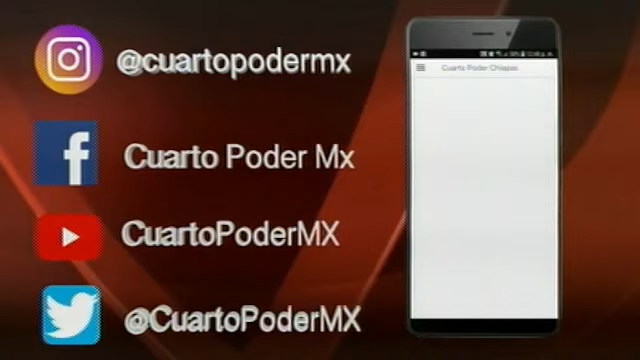 @cuartopodermx
Cuarto Poder Mx
CuartoPoderMX
@CuartoPoderMX
Cuarto Poder Chiapas